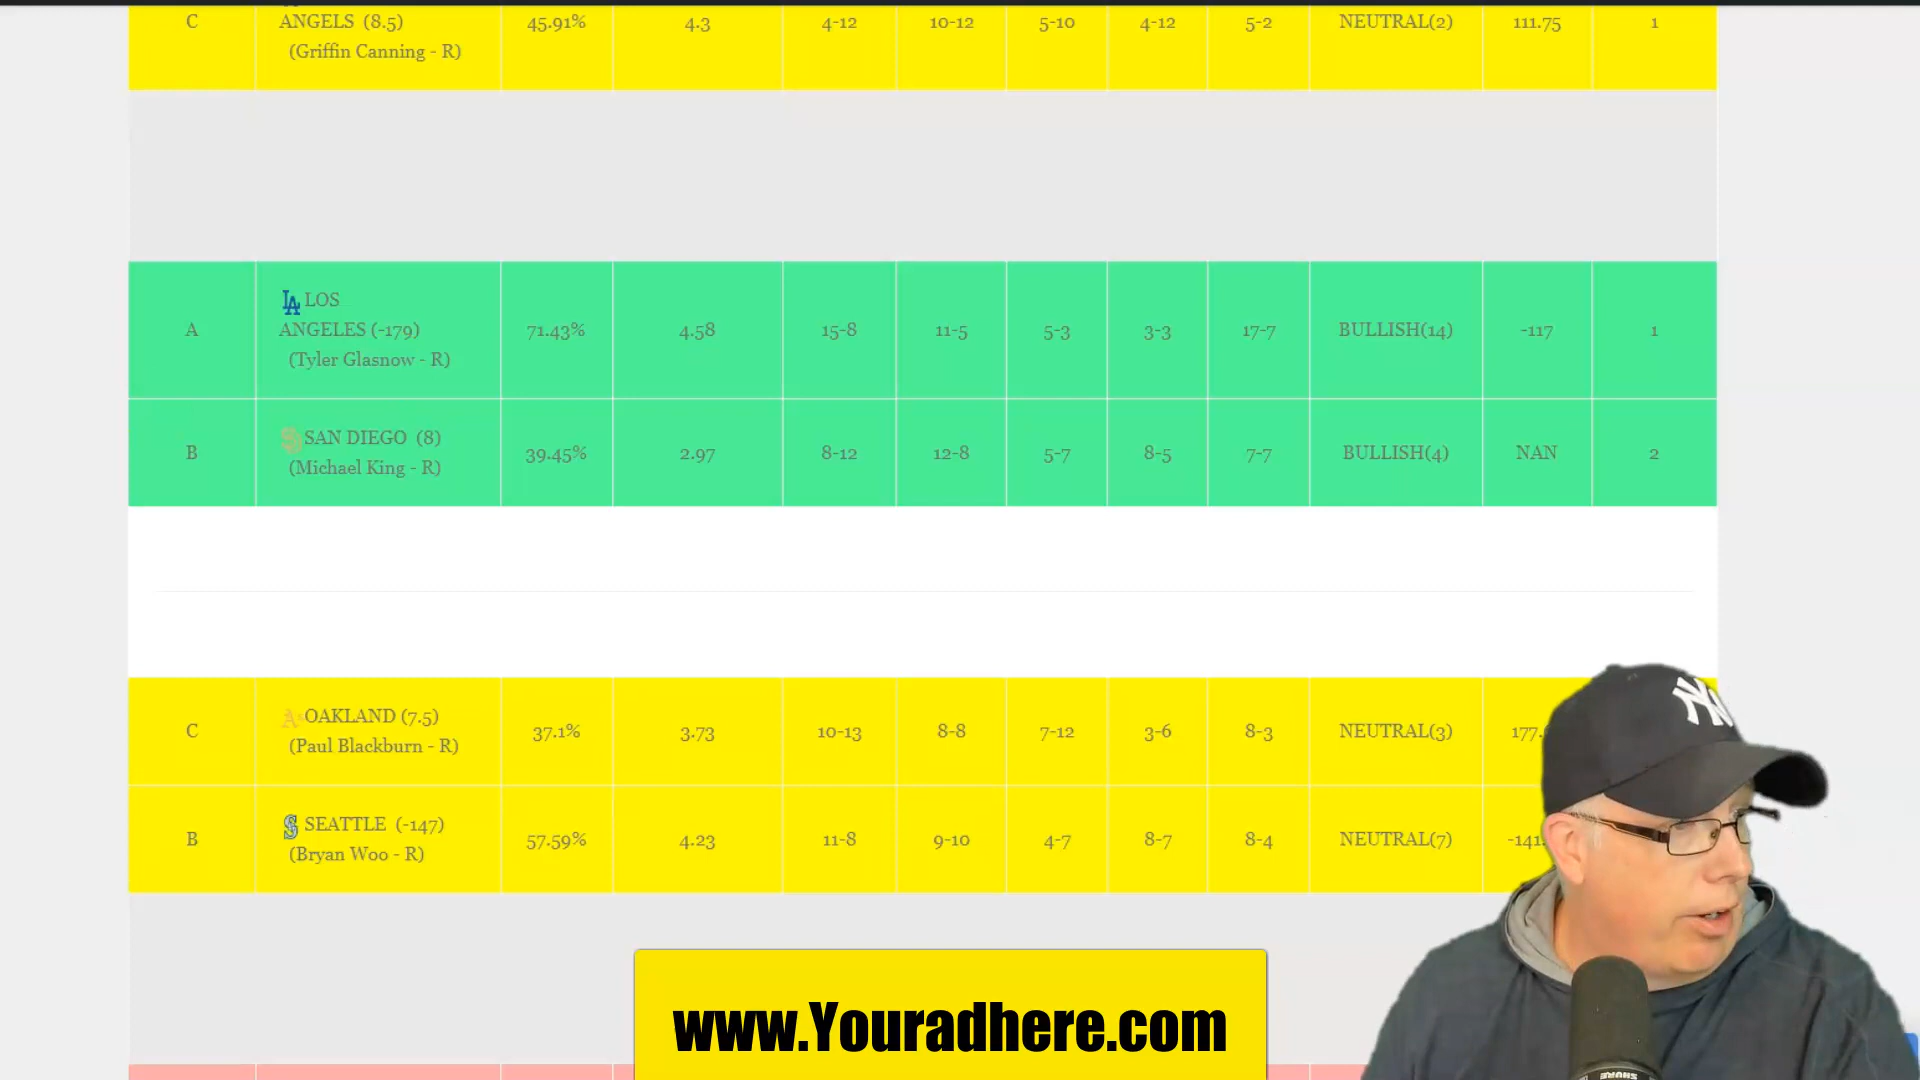 C ANGELS (8.5) 45.91% 4.3 4-12 10-12 5-10 4-12 5-2 NEUTRAL(2) 111.75 1
(Griffin Canning - R)
LA LOS
A ANGELES (-179) 71.43% 4.58 15-8 11-5 5-3 3-3 17-7 BULLISH(14) -117 1
(Tyler Glasnow - R)
SAN DIEGO (8)
B 39.45% 2.97 8-12 12-8 5-7 8-5 7-7 BULLISH(4) NAN 2
(Michael King - R)
OAKLAND (7.5)
C 37.1% 3.73 10-13 8-8 7-12 3-6 8-3 NEUTRAL(3) 177.
(Paul Blackburn - R)
S SEATTLE (-147)
B 57.59% 4.23 11-8 9-10 4-7 8-7 8-4 NEUTRAL(7) -141.
(Bryan Woo - R)
NY
www.Youradhere.com
SHURE